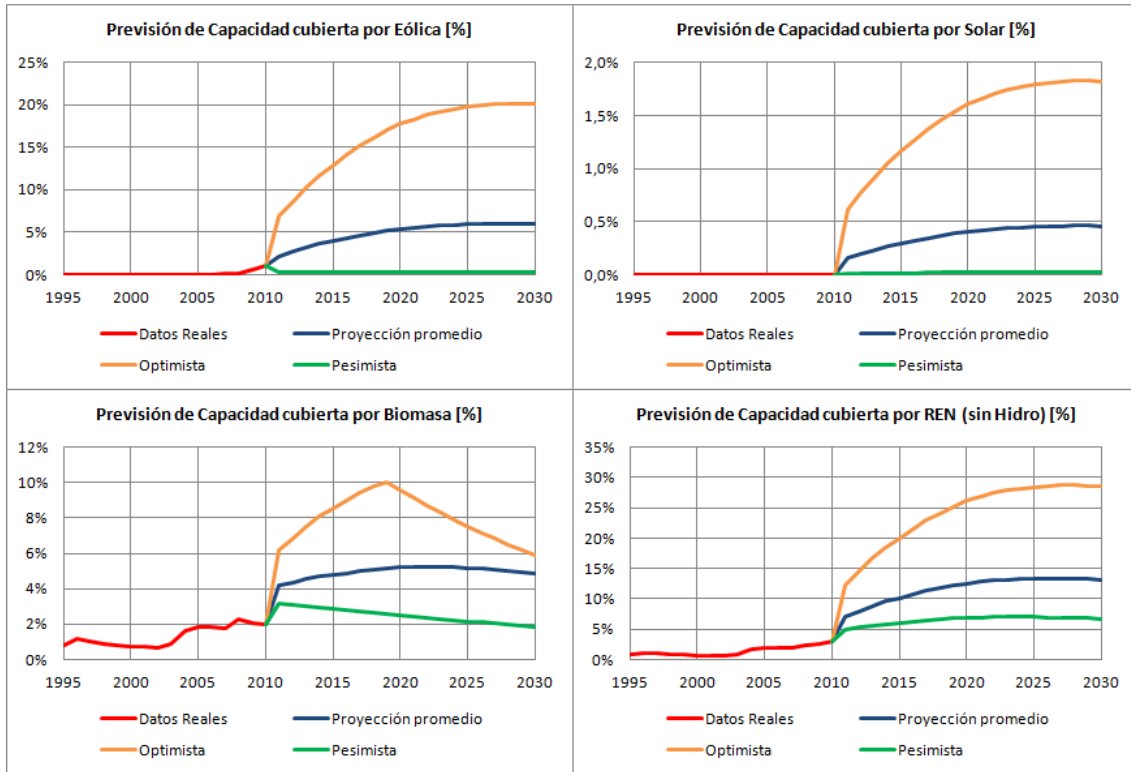 Previsión de Capacidad cubierta por Eólica [%]
25%
20%
15%
10%
5%
0%
1995 2000 2005 2010 2015 2020 2025 2030
Datos Reales Proyección promedio
Optimista Pesimista
Previsión de Capacidad cubierta por Solar [%]
2,0%
1,5%
1,0%
0,5%
0,0%
1995 2000 2005 2010 2015 2020 2025 2030
Datos Reales Proyección promedio
Optimista Pesimista
Previsión de Capacidad cubierta por Biomasa [%]
12%
10%
8%
6%
4%
2%
0%
1995 2000 2005 2010 2015 2020 2025 2030
Datos Reales Proyección promedio
Optimista Pesimista
Previsión de Capacidad cubierta por REN (sin Hidro) [%]
35%
30%
25%
20%
15%
10%
5%
0%
1995 2000 2005 2010 2015 2020 2025 2030
Datos Reales Proyección promedio
Optimista Pesimista